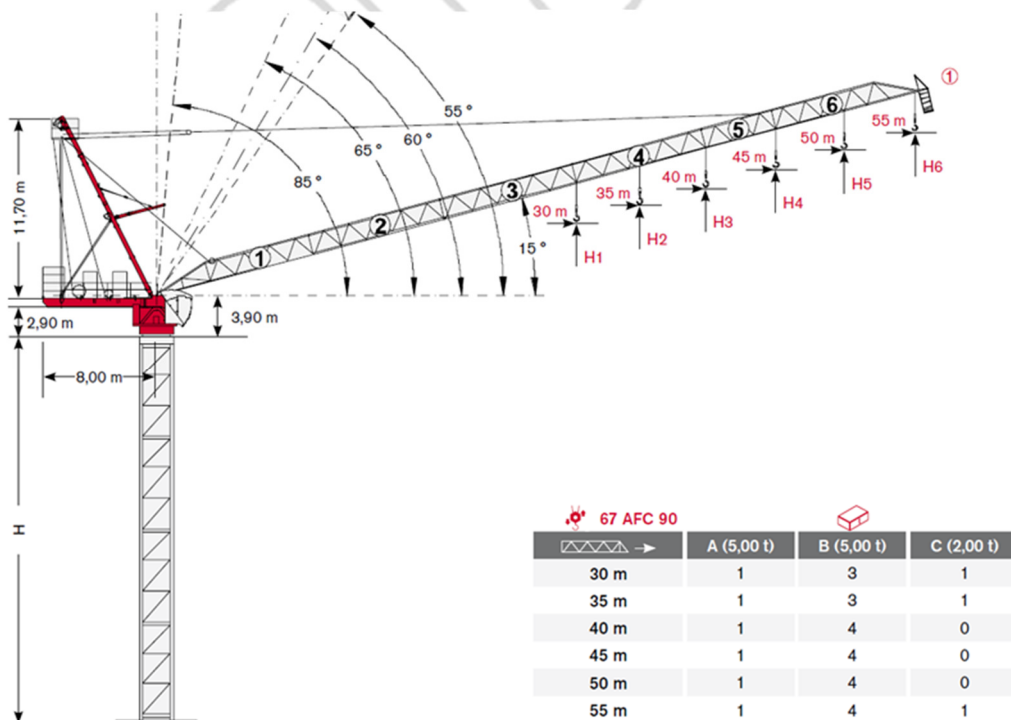 ①
55 °
60 °
65 °
85 °
15 °
11,70 m
2,90 m
3,90 m
8,00 m
H
1
2
3
4
5
6
30 m
35 m
40 m
45 m
50 m
55 m
H1
H2
H3
H4
H5
H6
67 AFC 90
A (5,00 t) B (5,00 t) C (2,00 t)
30 m 1 3 1
35 m 1 3 1
40 m 1 4 0
45 m 1 4 0
50 m 1 4 0
55 m 1 4 1